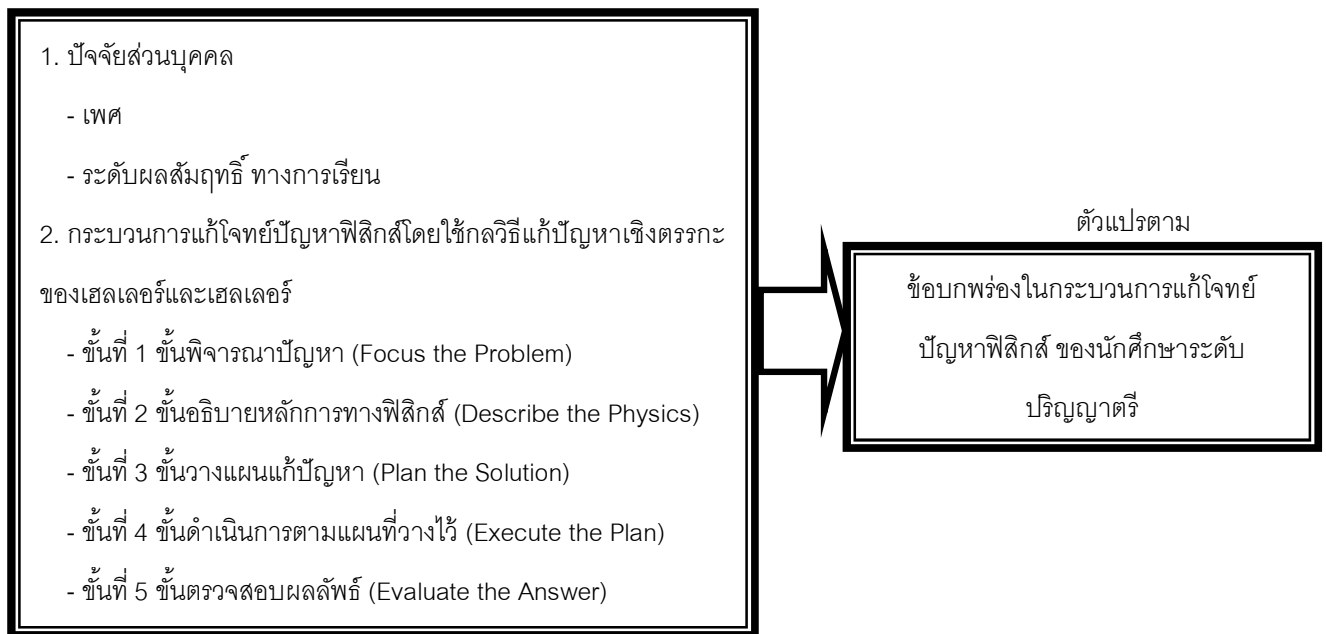 1. ปัจจัยส่วนบุคคล
- เพศ
- ระดับผลสัมฤทธิ์ ทางการเรียน
2. กระบวนการแก้โจทย์ปัญหาฟิสิกส์โดยใช้กลวิธีแก้ปัญหาเชิงตรรกะ
ของเฮลเลอร์และเฮลเลอร์
- ขั้นที่ 1 ขั้นพิจารณาปัญหา (Focus the Problem)
- ขั้นที่ 2 ขั้นอธิบายหลักการทางฟิสิกส์ (Describe the Physics)
- ขั้นที่ 3 ขั้นวางแผนแก้ปัญหา (Plan the Solution)
- ขั้นที่ 4 ขั้นดำเนินการตามแผนที่วางไว้ (Execute the Plan)
- ขั้นที่ 5 ขั้นตรวจสอบผลลัพธ์ (Evaluate the Answer)
ตัวแปรตาม
ข้อบกพร่องในกระบวนการแก้โจทย์
ปัญหาฟิสิกส์ ของนักศึกษาระดับ
ปริญญาตรี